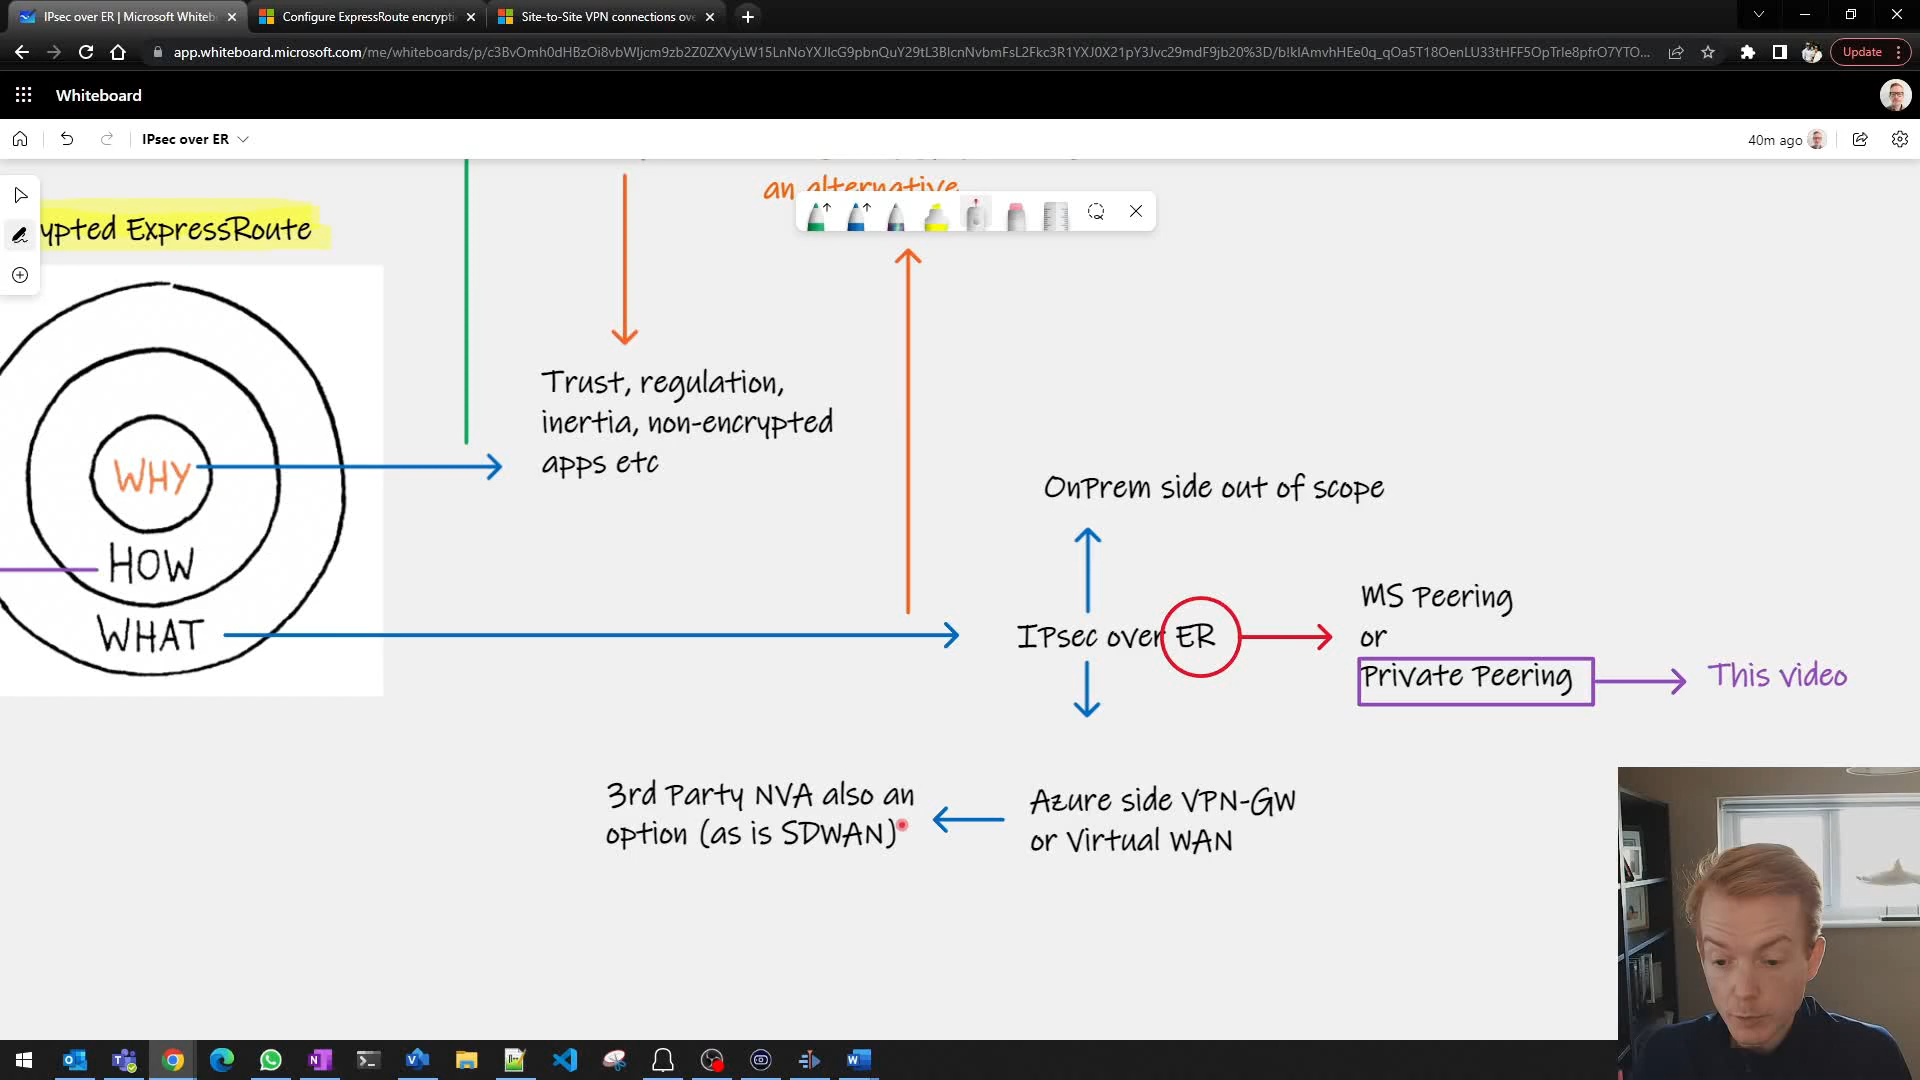 IPsec over ER | Microsoft Whiteb
Configure ExpressRoute encrypti
Site-to-Site VPN connections ove
Update
Whiteboard
IPsec over ER
40m ago
an alternative
ypted ExpressRoute
WHY
HOW
WHAT
Trust, regulation,
inertia, non-encrypted
apps etc
OnPrem side out of scope
IPsec over ER
MS Peering
or
Private Peering
This video
3rd Party NVA also an
option (as is SDWAN)
Azure side VPN-GW
or Virtual WAN